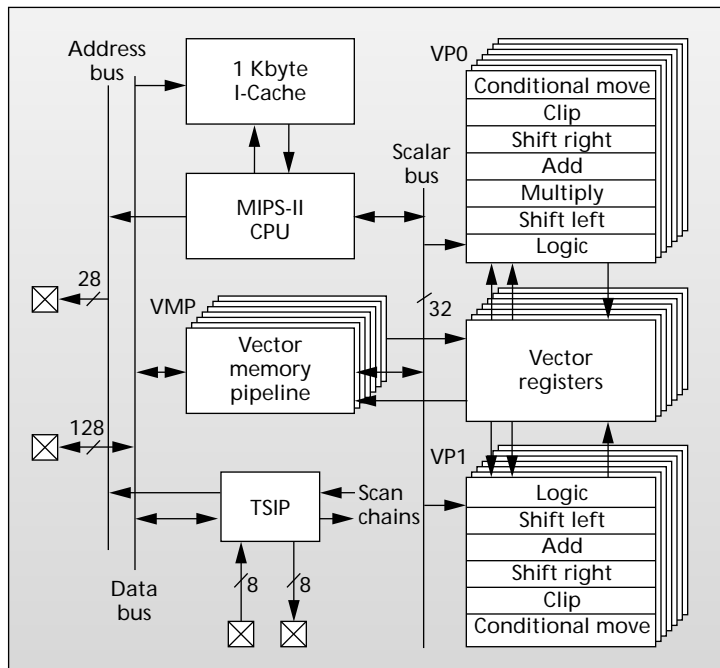 Address
bus
1 Kbyte
I-Cache
MIPS-II
CPU
Scalar
bus
VP0
Conditional move
Clip
Shift right
Add
Multiply
Shift left
Logic
28
VMP
32
Vector
memory
pipeline
Vector
registers
128
VP1
Logic
Shift left
Add
Shift right
Clip
Conditional move
TSIP
Scan
chains
8
8
Data
bus